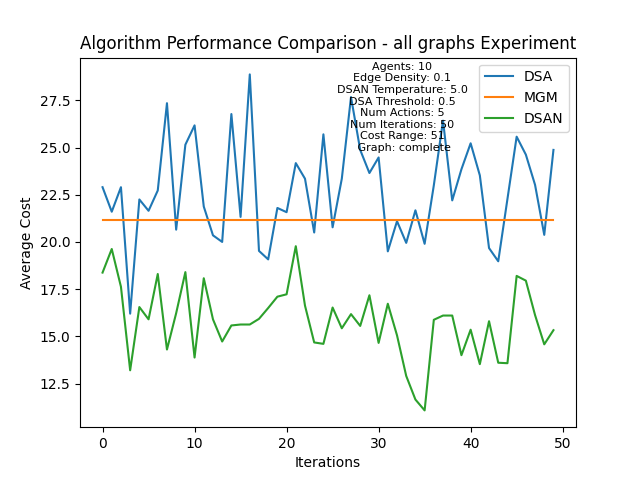 Algorithm Performance Comparison - all graphs Experiment
Agents: 10
Edge Density: 0.1
DSAN Temperature: 5.0
DSA Threshold: 0.5
Num Actions: 5
Num Iterations: 50
Cost Range: 51
Graph: complete
DSA
MGM
DSAN
Average Cost
27.5
25.0
22.5
20.0
17.5
15.0
12.5
0
10
20
30
40
50
Iterations